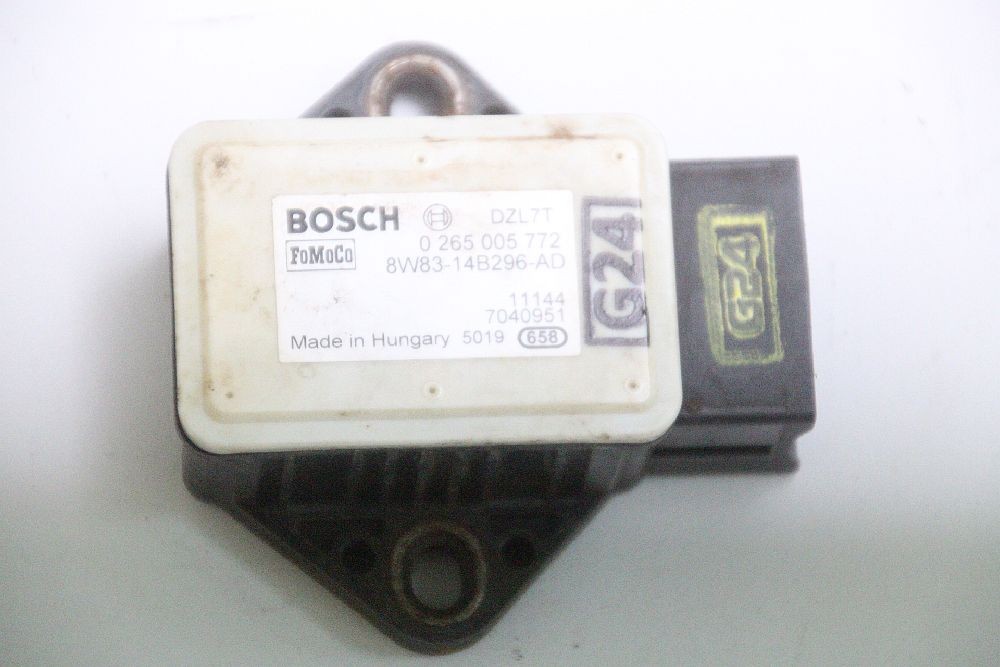 BOSCH DZL7T
0 265 005 772
FoMoCo
8W83-14B296-AD
11144
7040951
Made in Hungary 5019 658
G24
G24